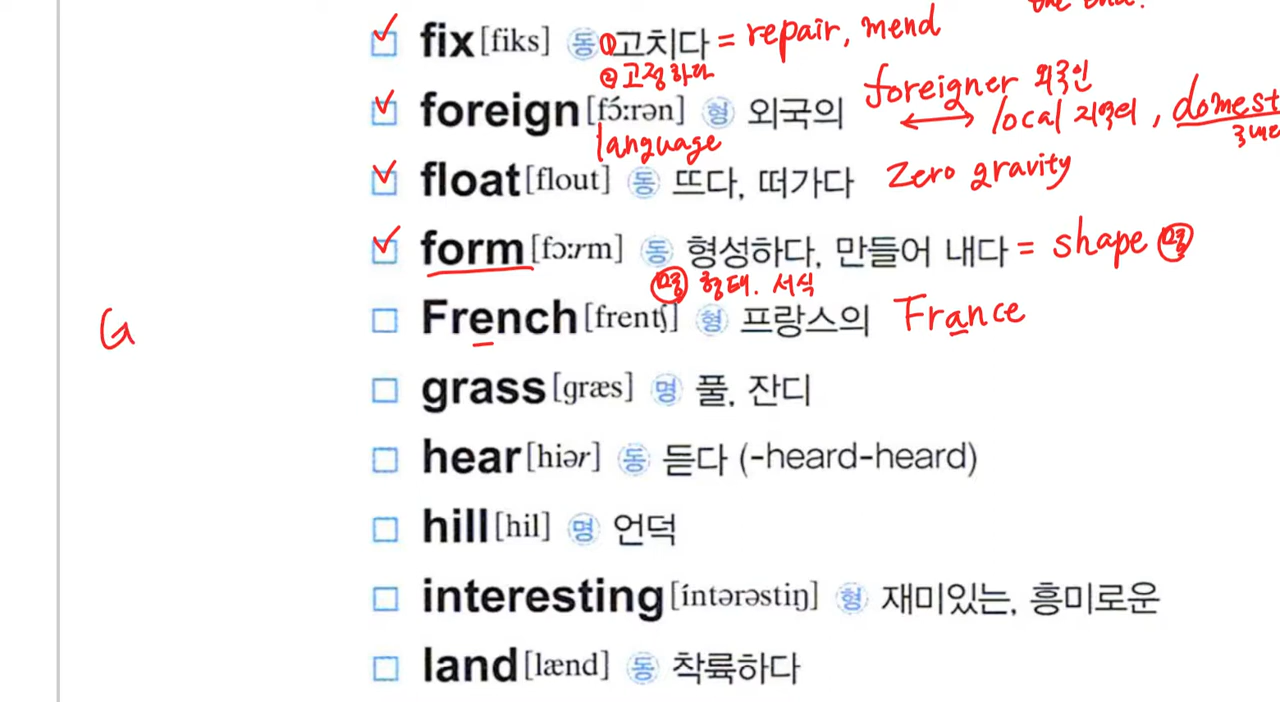 the end.
fix [fiks] 동 ①고치다 = repair, mend
②고정하다
foreigner 외국인
foreign [fɔ́ːrən] 형 외국의 ↔ local 지역의, domest
language
float [flout] 동 뜨다, 떠가다 zero gravity
form [fɔːrm] 동 형성하다, 만들어 내다 = shape 명
명 형태. 서식
G
French [frentʃ] 형 프랑스의 France
grass [græs] 명 풀, 잔디
hear [hiər] 동 듣다 (-heard-heard)
hill [hil] 명 언덕
interesting [íntərəstiŋ] 형 재미있는, 흥미로운
land [lænd] 동 착륙하다